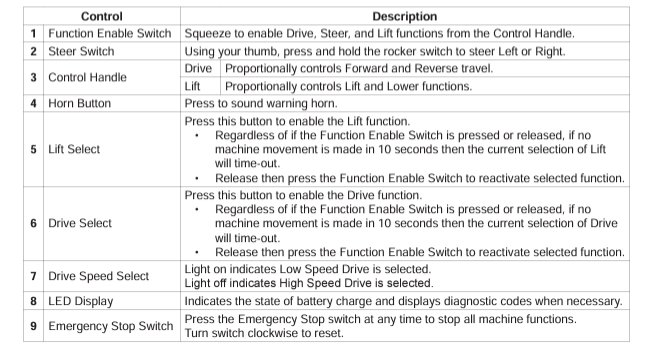 Control Description
1 Function Enable Switch Squeeze to enable Drive, Steer, and Lift functions from the Control Handle.
2 Steer Switch Using your thumb, press and hold the rocker switch to steer Left or Right.
3 Control Handle Drive Proportionally controls Forward and Reverse travel.
Lift Proportionally controls Lift and Lower functions.
4 Horn Button Press to sound warning horn.
5 Lift Select Press this button to enable the Lift function.
• Regardless of if the Function Enable Switch is pressed or released, if no
machine movement is made in 10 seconds then the current selection of Lift
will time-out.
• Release then press the Function Enable Switch to reactivate selected function.
6 Drive Select Press this button to enable the Drive function.
• Regardless of if the Function Enable Switch is pressed or released, if no
machine movement is made in 10 seconds then the current selection of Drive
will time-out.
• Release then press the Function Enable Switch to reactivate selected function.
7 Drive Speed Select Light on indicates Low Speed Drive is selected.
Light off indicates High Speed Drive is selected.
8 LED Display Indicates the state of battery charge and displays diagnostic codes when necessary.
9 Emergency Stop Switch Press the Emergency Stop switch at any time to stop all machine functions.
Turn switch clockwise to reset.